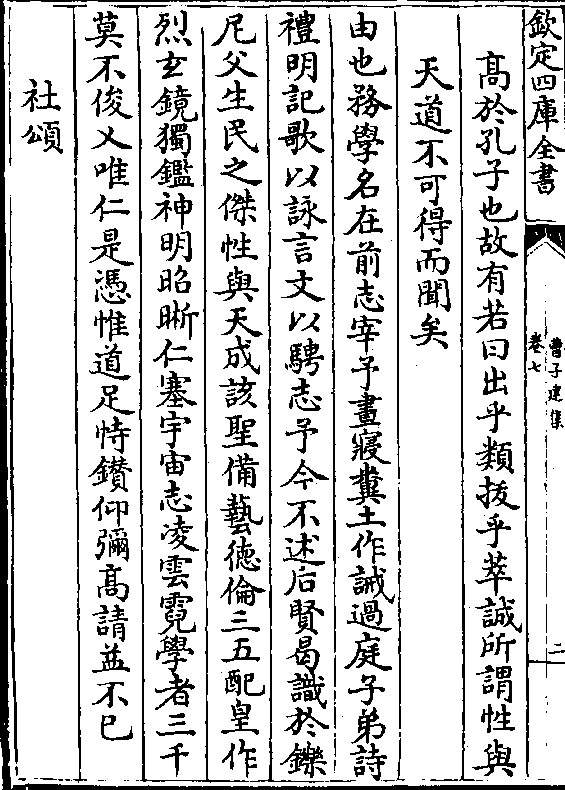 欽定四庫全書
曹子建集
卷七
二
髙於孔子也故有若曰出乎類㧞乎萃誠所謂性與
天道不可得而聞矣
由也務學名在前志宰予晝寢糞土作誡過庭子弟詩
禮明記歌以詠言文以騁志予今不述后賢曷識於鑠
尼父生民之傑性與天成該聖備藝徳倫三五配皇作
烈𤣥鏡獨鑑神明昭晰仁塞宇宙志凌雲霓學者三千
莫不俊乂唯仁是憑惟道足恃鑚仰彌髙請益不已
社頌